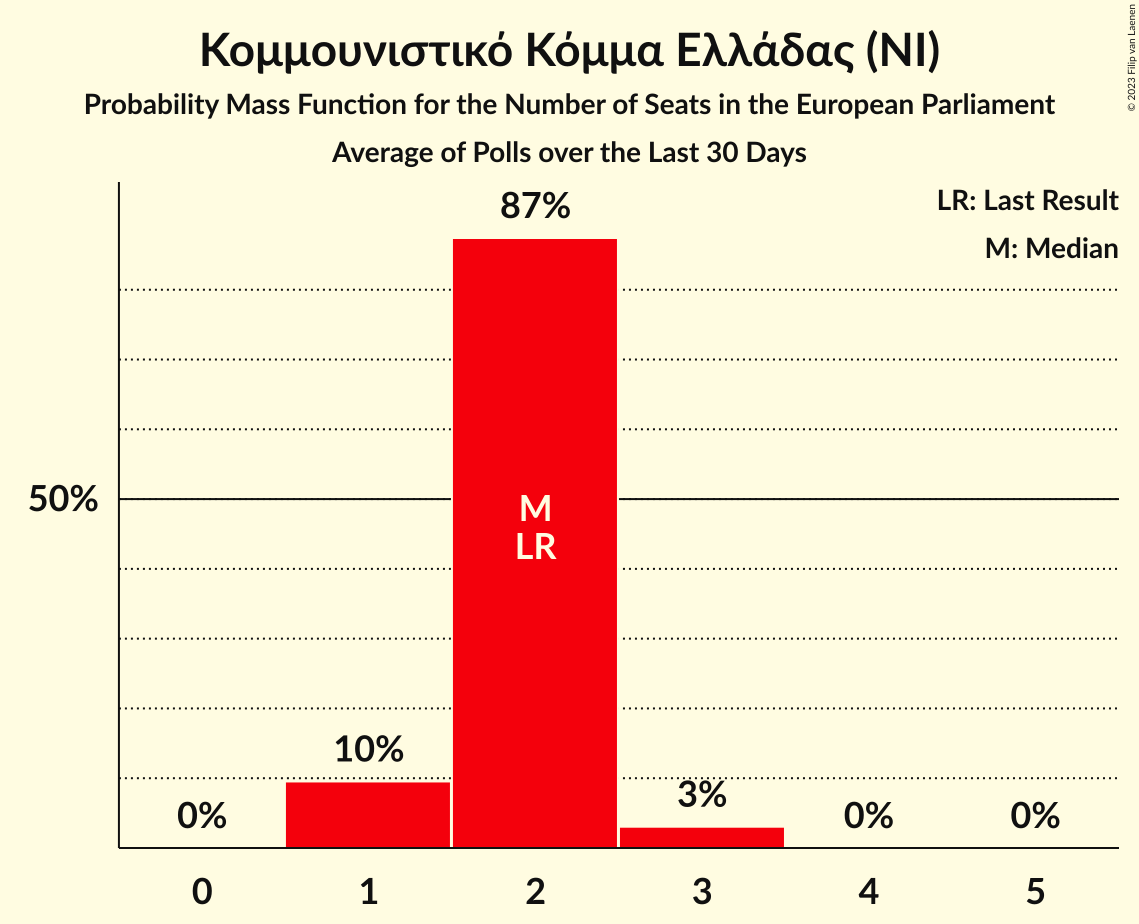 Κομμουνιστικό Κόμμα Ελλάδας (NI)
Probability Mass Function for the Number of Seats in the European Parliament
Average of Polls over the Last 30 Days
© 2023 Filip van Laenen
LR: Last Result
M: Median
87%
50%
M
LR
10%
3%
0%
0%
0%
0 1 2 3 4 5